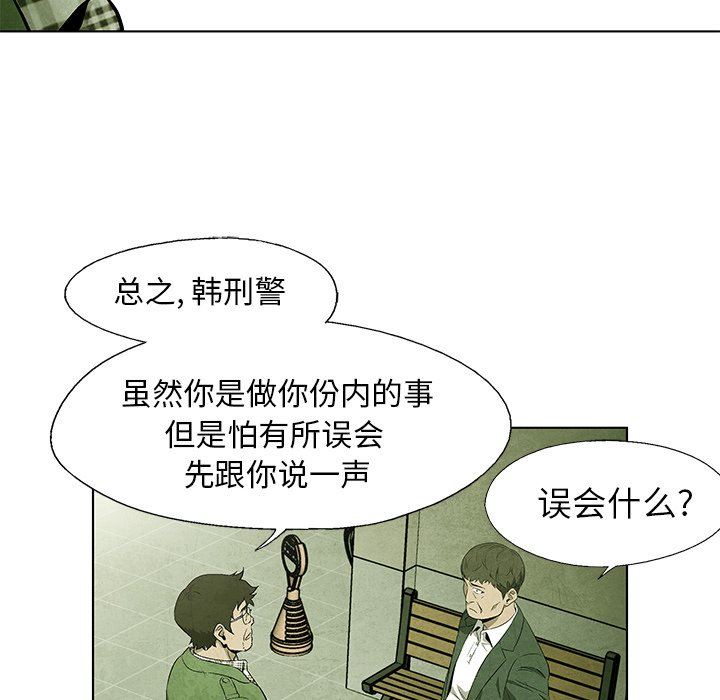 总之,韩刑警
虽然你是做你份内的事
但是怕有所误会
先跟你说一声
误会什么?